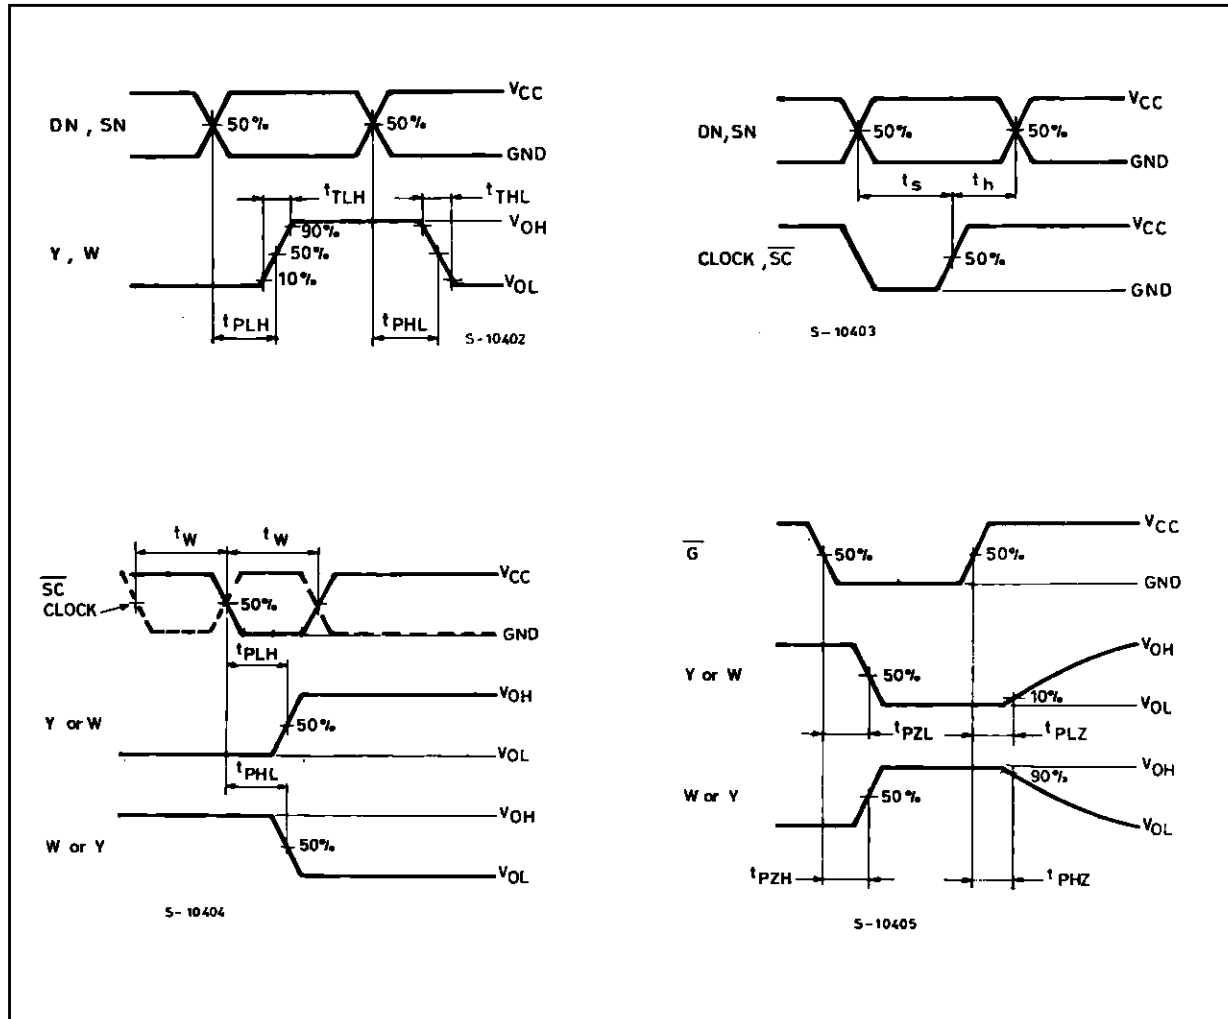 DN , SN
50%
50%
VCC
GND
tTLH
tTHL
Y , W
90%
50%
10%
VOH
VOL
tPLH
tPHL
S-10402
DN, SN
50%
50%
VCC
GND
ts
th
CLOCK , SC
50%
VCC
GND
S-10403
tW
tW
SC
CLOCK
50%
VCC
GND
tPLH
Y or W
50%
VOH
VOL
tPHL
W or Y
50%
VOH
VOL
S-10404
G
50%
50%
VCC
GND
Y or W
50%
10%
VOH
VOL
tPZL
tPLZ
W or Y
50%
90%
VOH
VOL
tPZH
tPHZ
S-10405